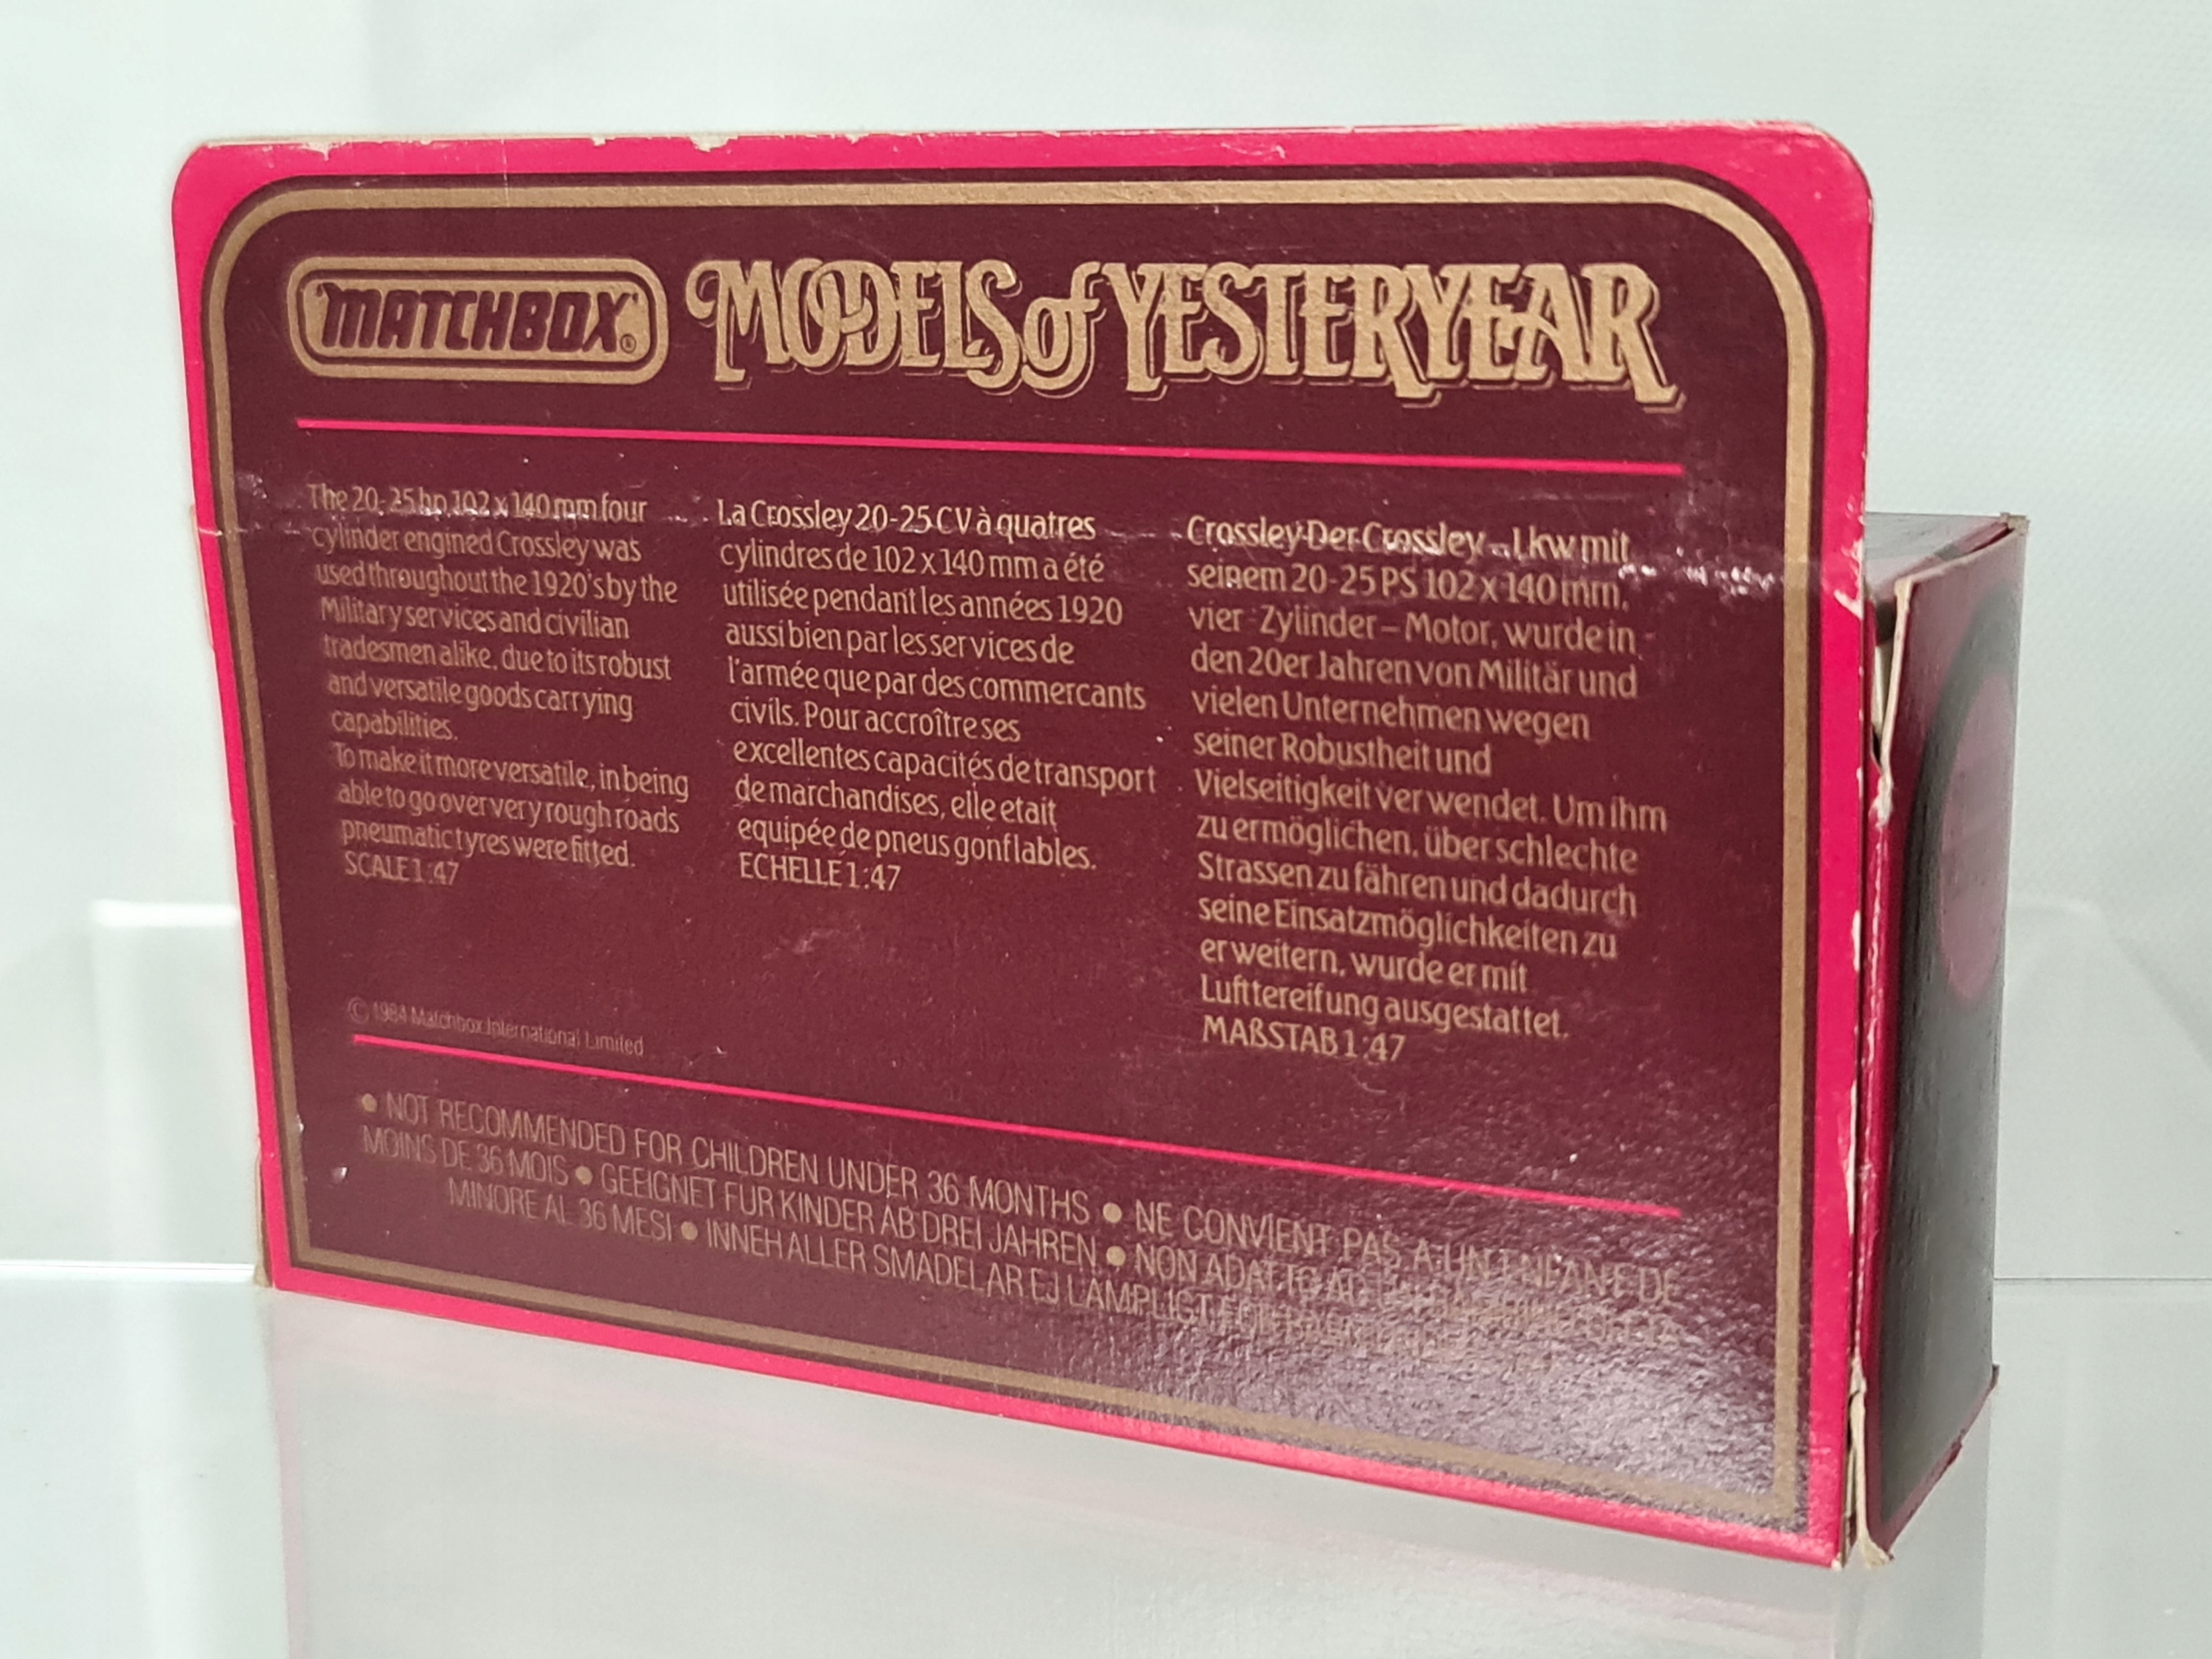 MATCHBOX® MODELS of YESTERYEAR
The 20-25 hp 102 x 140 mm four
cylinder engined Crossley was
used throughout the 1920's by the
Military services and civilian
tradesmen alike, due to its robust
and versatile goods carrying
capabilities.
To make it more versatile, in being
able to go over very rough roads
pneumatic tyres were fitted.
SCALE 1:47
© 1984 Matchbox International Limited
La Crossley 20-25 CV à quatres
cylindres de 102 x 140 mm a été
utilisée pendant les années 1920
aussi bien par les services de
l'armée que par des commercants
civils. Pour accroître ses
excellentes capacités de transport
de marchandises, elle etait
equipée de pneus gonflables.
ECHELLE 1:47
Crossley-Der Crossley – Lkw mit
seinem 20-25 PS 102 x 140 mm,
vier-Zylinder – Motor, wurde in
den 20er Jahren von Militär und
vielen Unternehmen wegen
seiner Robustheit und
Vielseitigkeit verwendet. Um ihm
zu ermöglichen, über schlechte
Strassen zu fähren und dadurch
seine Einsatzmöglichkeiten zu
erweitern, wurde er mit
Lufttereifung ausgestattet.
MAßSTAB 1:47
● NOT RECOMMENDED FOR CHILDREN UNDER 36 MONTHS ● NE CONVIENT PAS A UN ENFANT DE
MOINS DE 36 MOIS ● GEEIGNET FUR KINDER AB DREI JAHREN ● NON ADATTO AD
MINORE AL 36 MESI ● INNEHALLER SMADELAR EJ LAMPLIGT